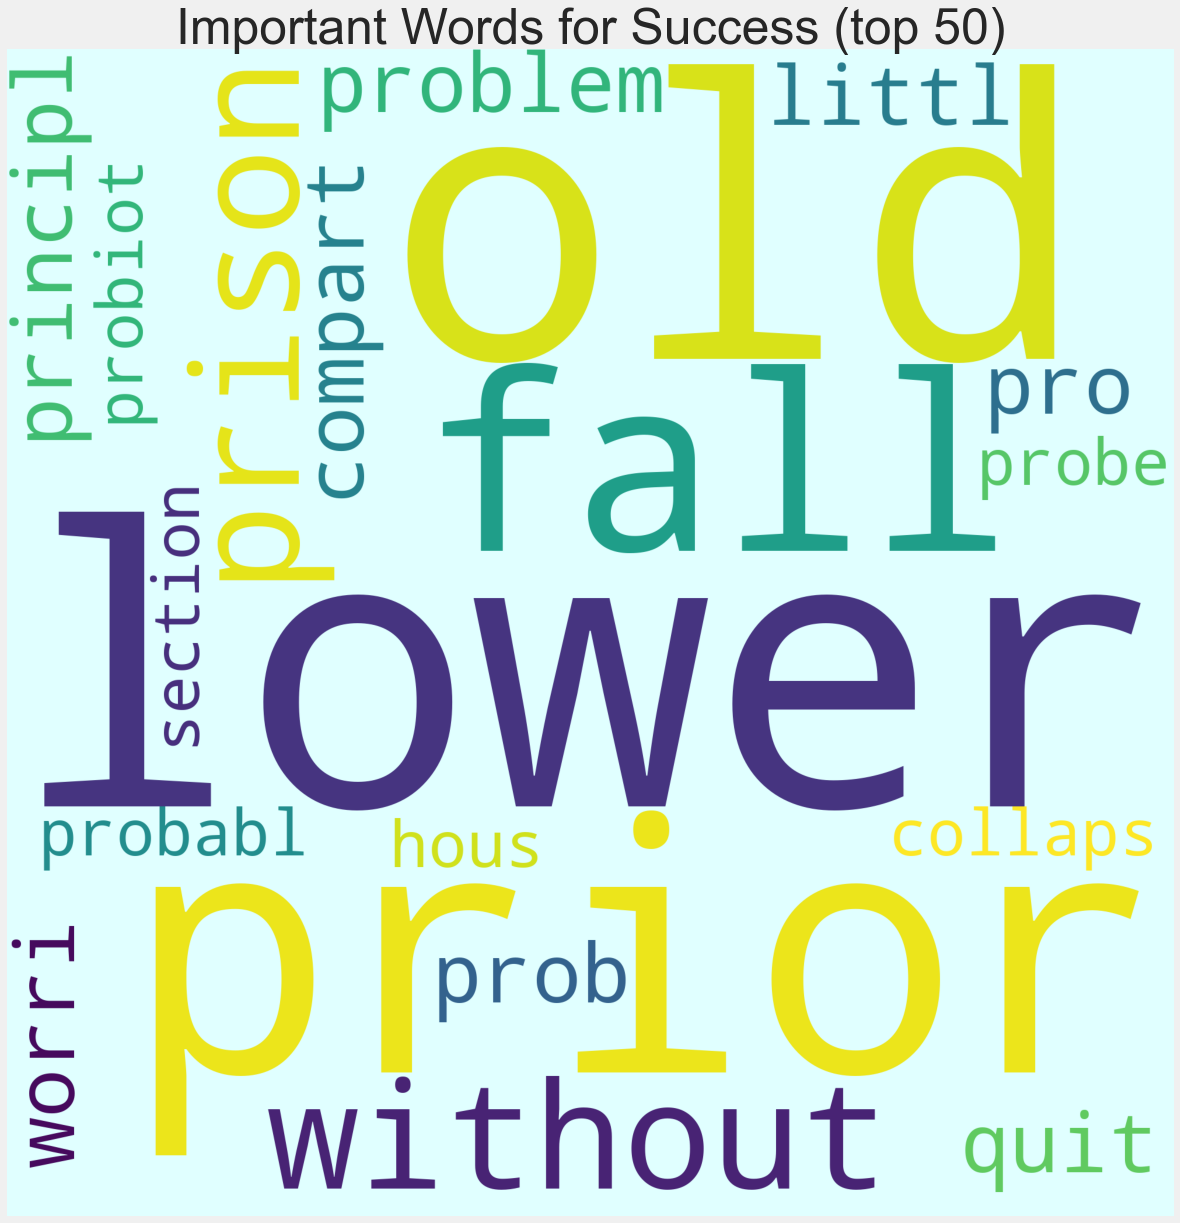 Important Words for Success (top 50)
principl
probiot
prison
problem
littl
old
compart
fall
pro
probe
section
lower
probabl
hous
collaps
prior
worri
prob
without
quit